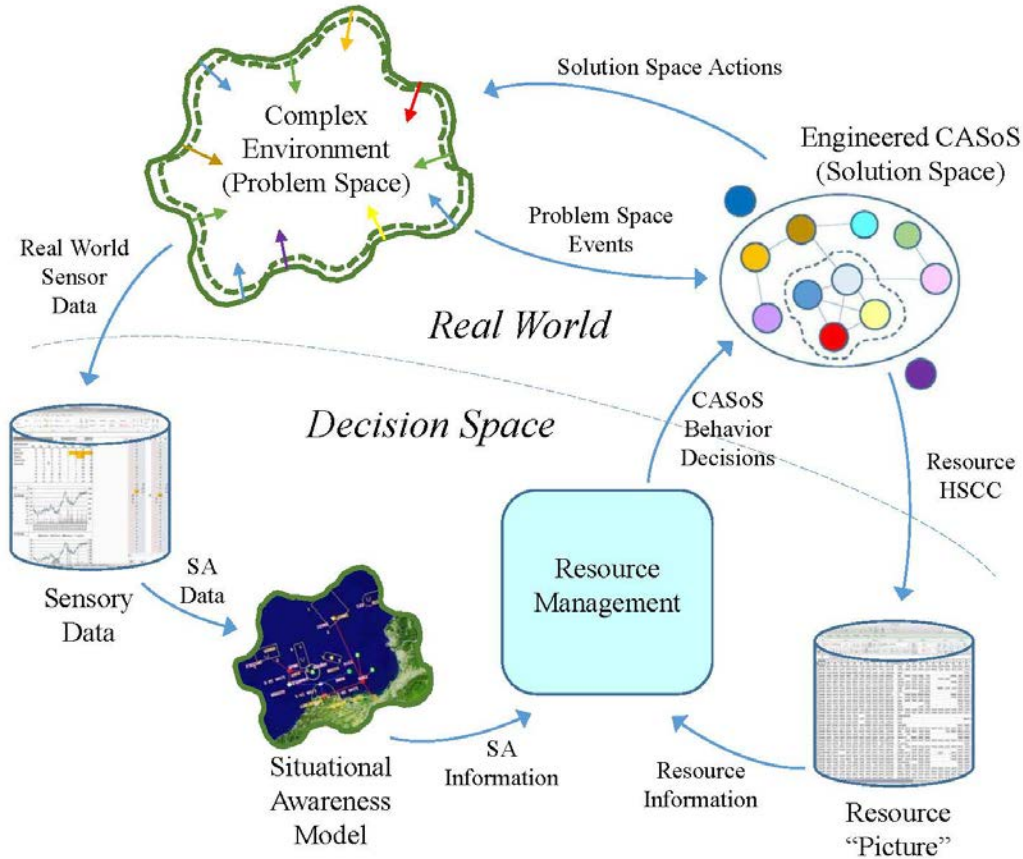 Solution Space Actions
Complex
Environment
(Problem Space)
Engineered CASoS
(Solution Space)
Problem Space
Events
Real World
Sensor
Data
Real World
Decision Space
CASoS
Behavior
Decisions
Resource
HSCC
Resource
Management
SA
Data
Sensory
Data
SA
Information
Resource
Information
Situational
Awareness
Model
Resource
“Picture”